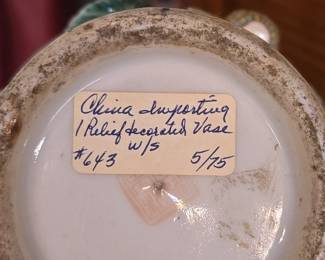 China Importing
1 Relief decorated Vase
W/S
#643 5/75